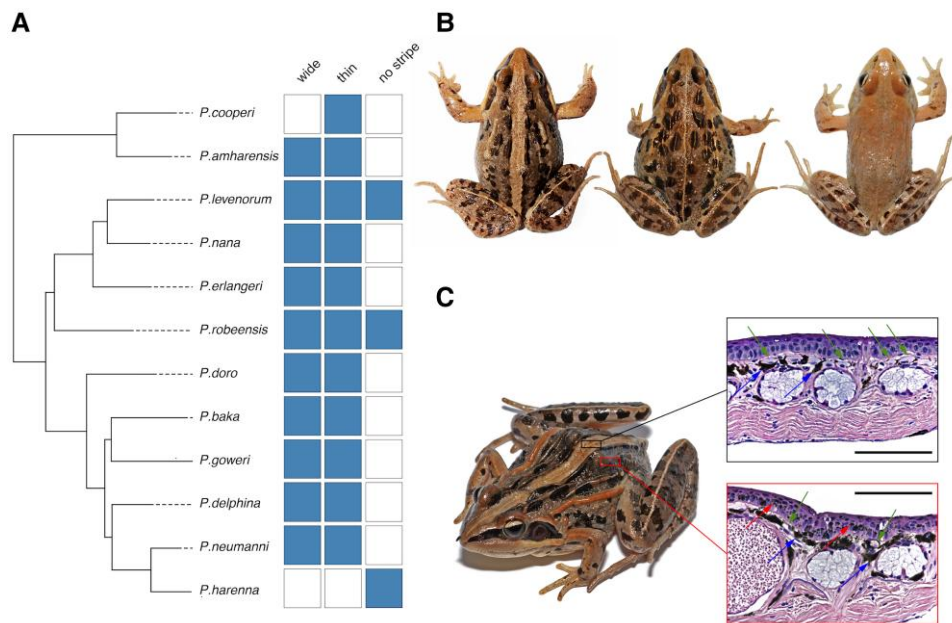 A
wide
thin
no stripe
P.cooperi
P.amharensis
P.levenorum
P.nana
P.erlangeri
P.robeensis
P.doro
P.baka
P.goweri
P.delphina
P.neumanni
P.harenna
B
C